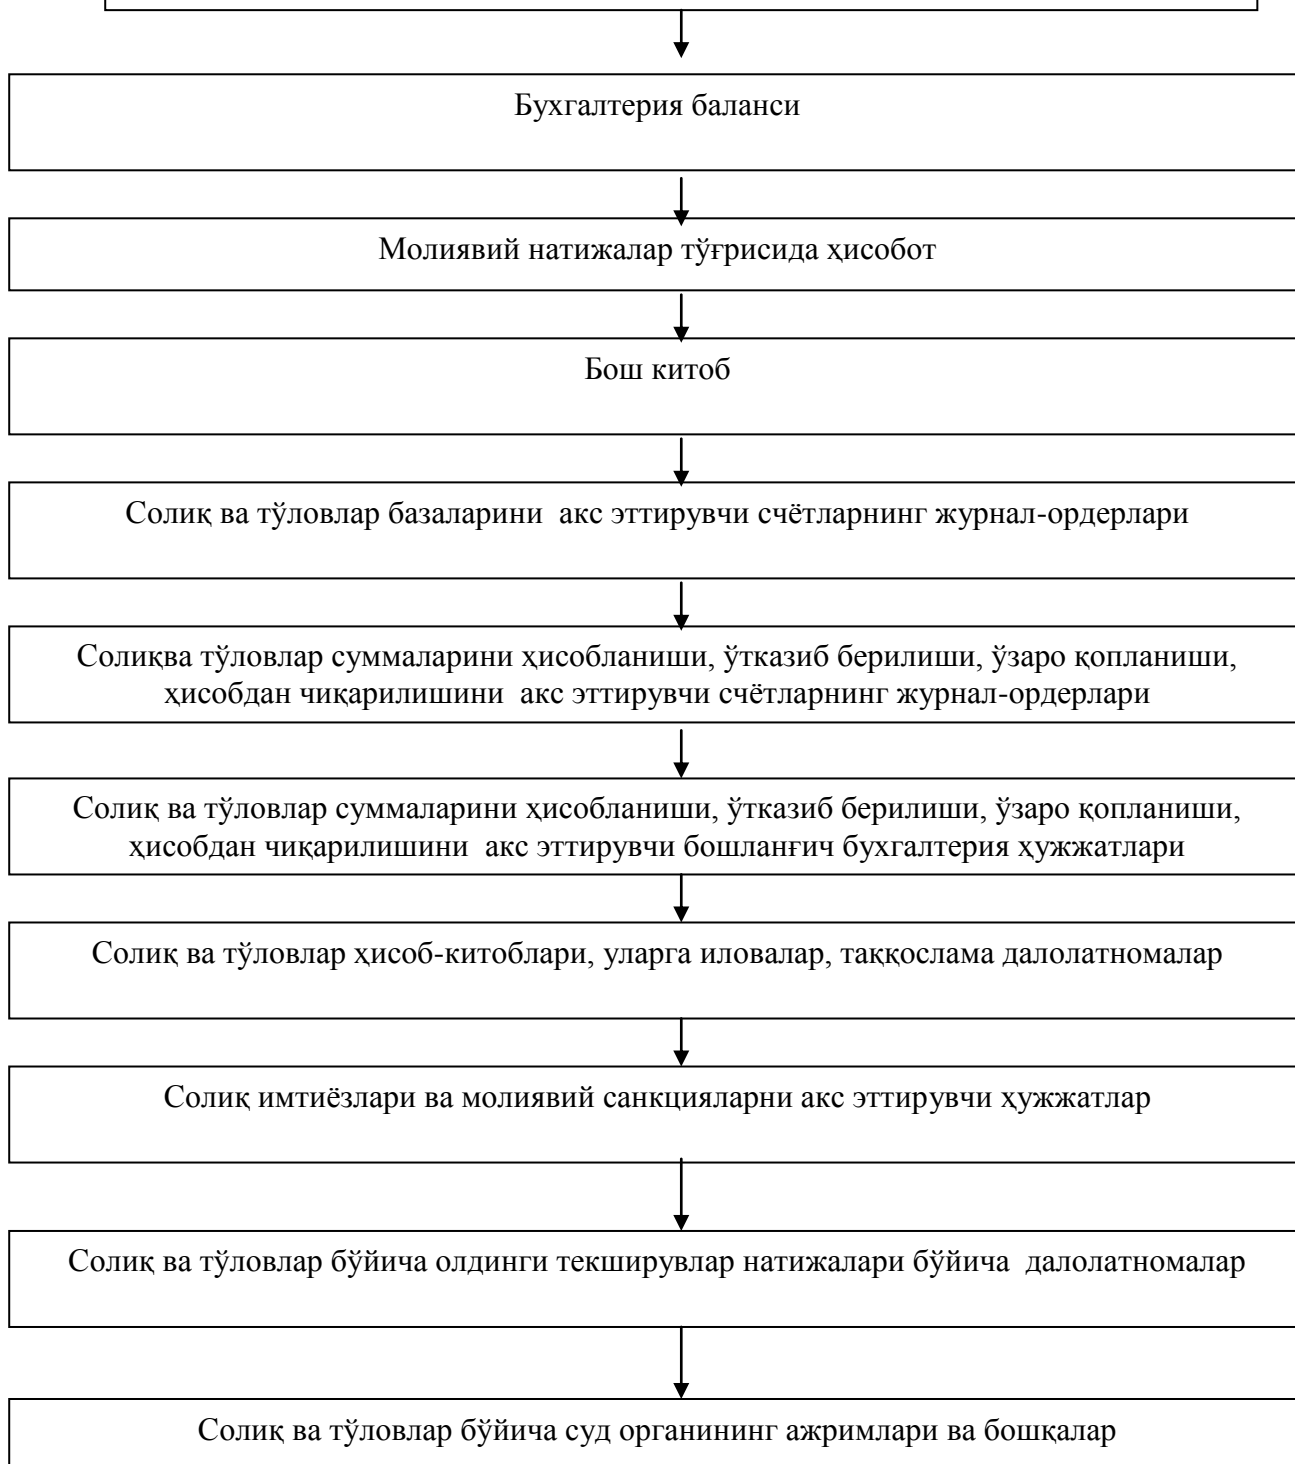 Бухгалтерия баланси
Молиявий натижалар тўғрисида ҳисобот
Бош китоб
Солиқ ва тўловлар базаларини  акс эттирувчи счётларнинг журнал-ордерлари
Солиқва тўловлар суммаларини ҳисобланиши, ўтказиб берилиши, ўзаро қопланиши,
ҳисобдан чиқарилишини  акс эттирувчи счётларнинг журнал-ордерлари
Солиқ ва тўловлар суммаларини ҳисобланиши, ўтказиб берилиши, ўзаро қопланиши,
ҳисобдан чиқарилишини  акс эттирувчи бошланғич бухгалтерия ҳужжатлари
Солиқ ва тўловлар ҳисоб-китоблари, уларга иловалар, таққослама далолатномалар
Солиқ имтиёзлари ва молиявий санкцияларни акс эттирувчи ҳужжатлар
Солиқ ва тўловлар бўйича олдинги текширувлар натижалари бўйича  далолатномалар
Солиқ ва тўловлар бўйича суд органининг ажримлари ва бошқалар